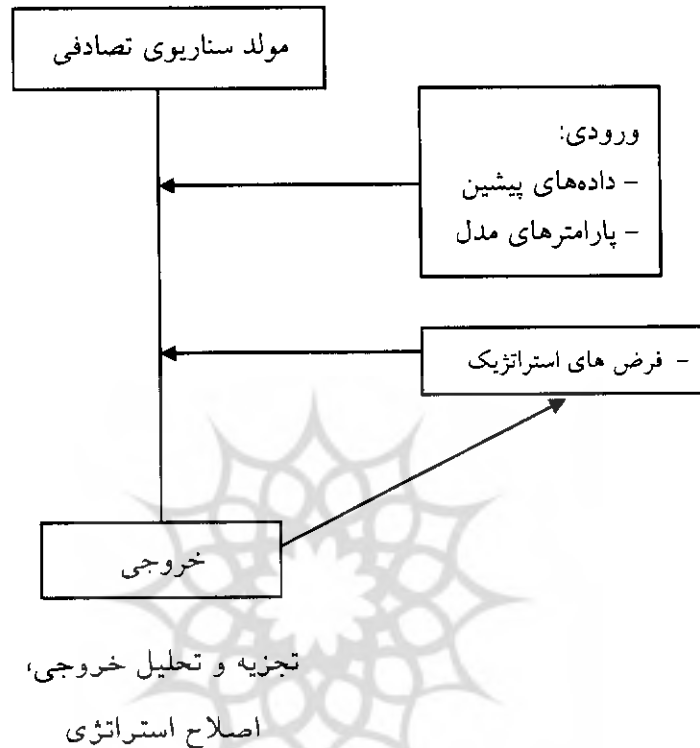 مولد سناریوی تصادفی
ورودی:
– داده‌های پیشین
– پارامترهای مدل
– فرض های استراتژیک
خروجی
تجزیه و تحلیل خروجی،
اصلاح استراتژی